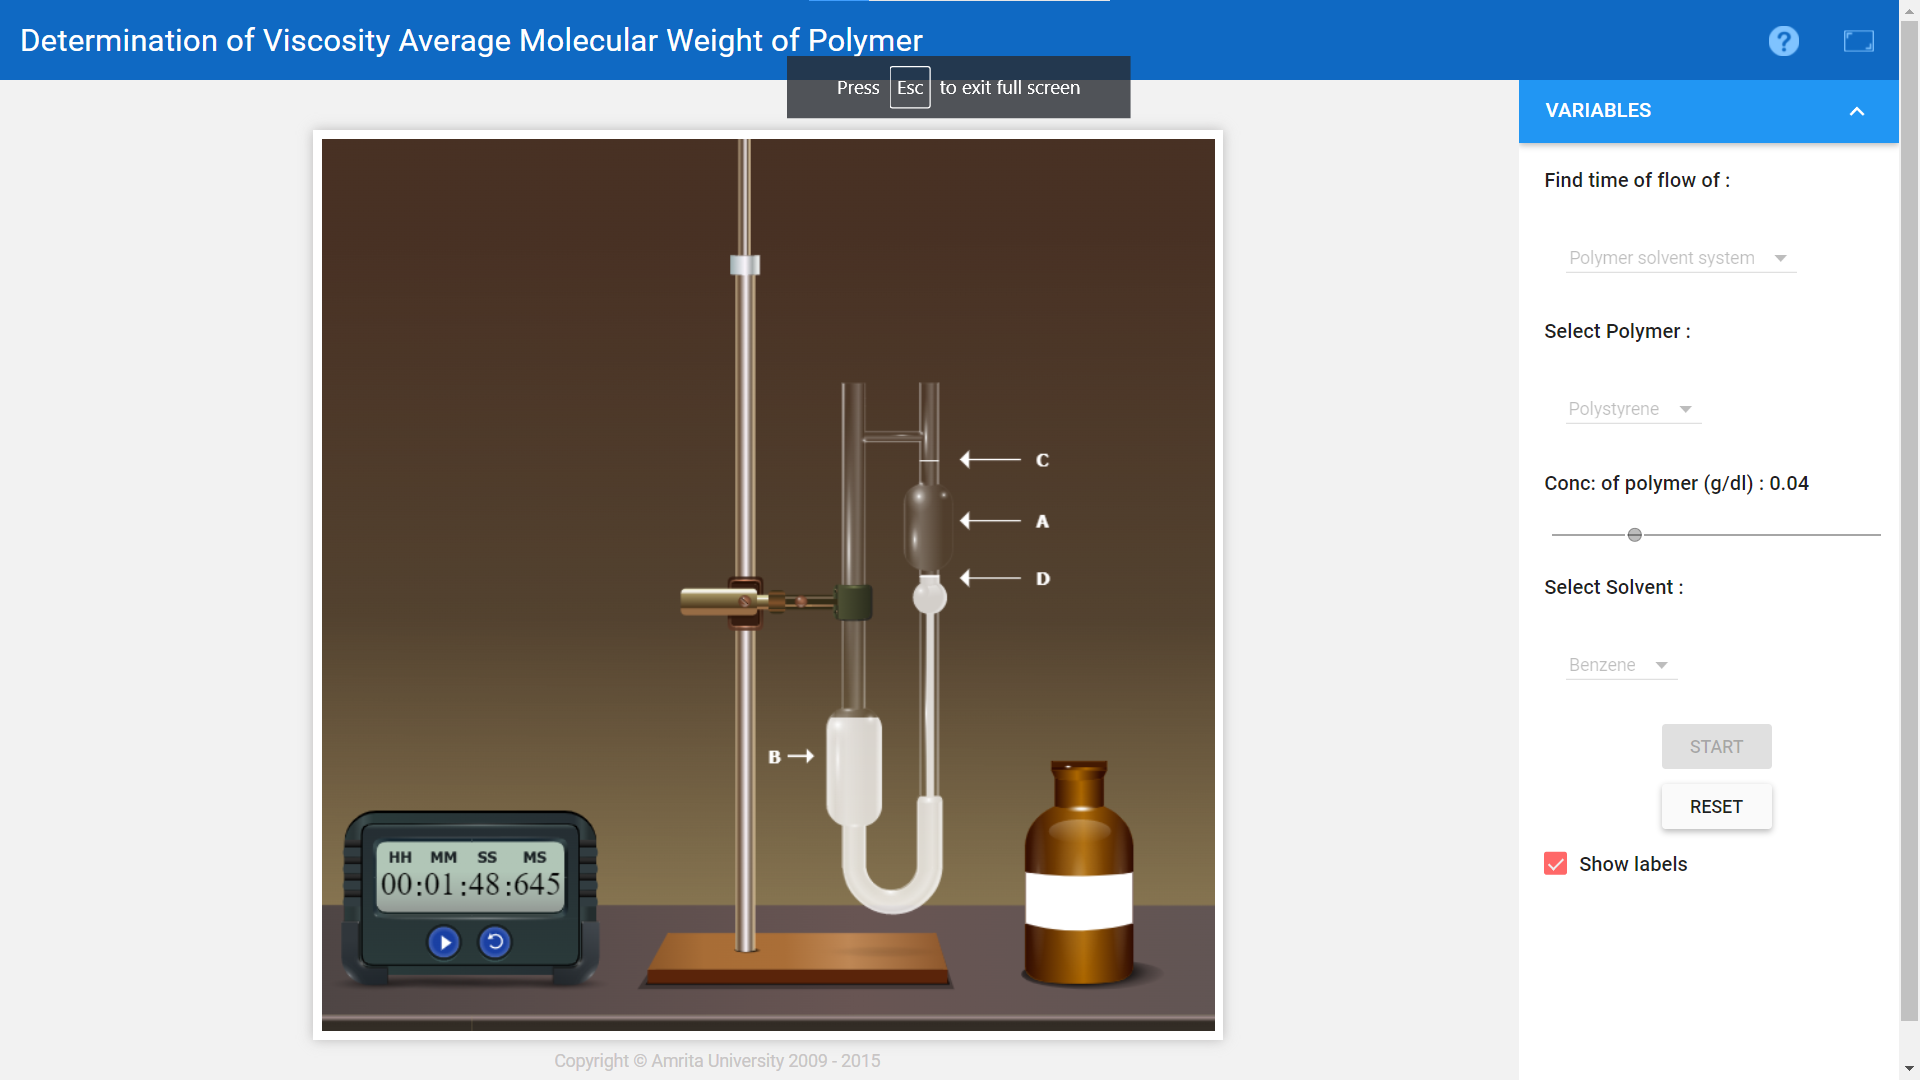 Determination of Viscosity Average Molecular Weight of Polymer
Press Esc to exit full screen
VARIABLES
Find time of flow of :
Polymer solvent system
Select Polymer :
Polystyrene
Conc: of polymer (g/dl) : 0.04
Select Solvent :
Benzene
START
RESET
Show labels
C
A
D
B
HH MM SS MS
00:01:48:645
Copyright © Amrita University 2009 - 2015